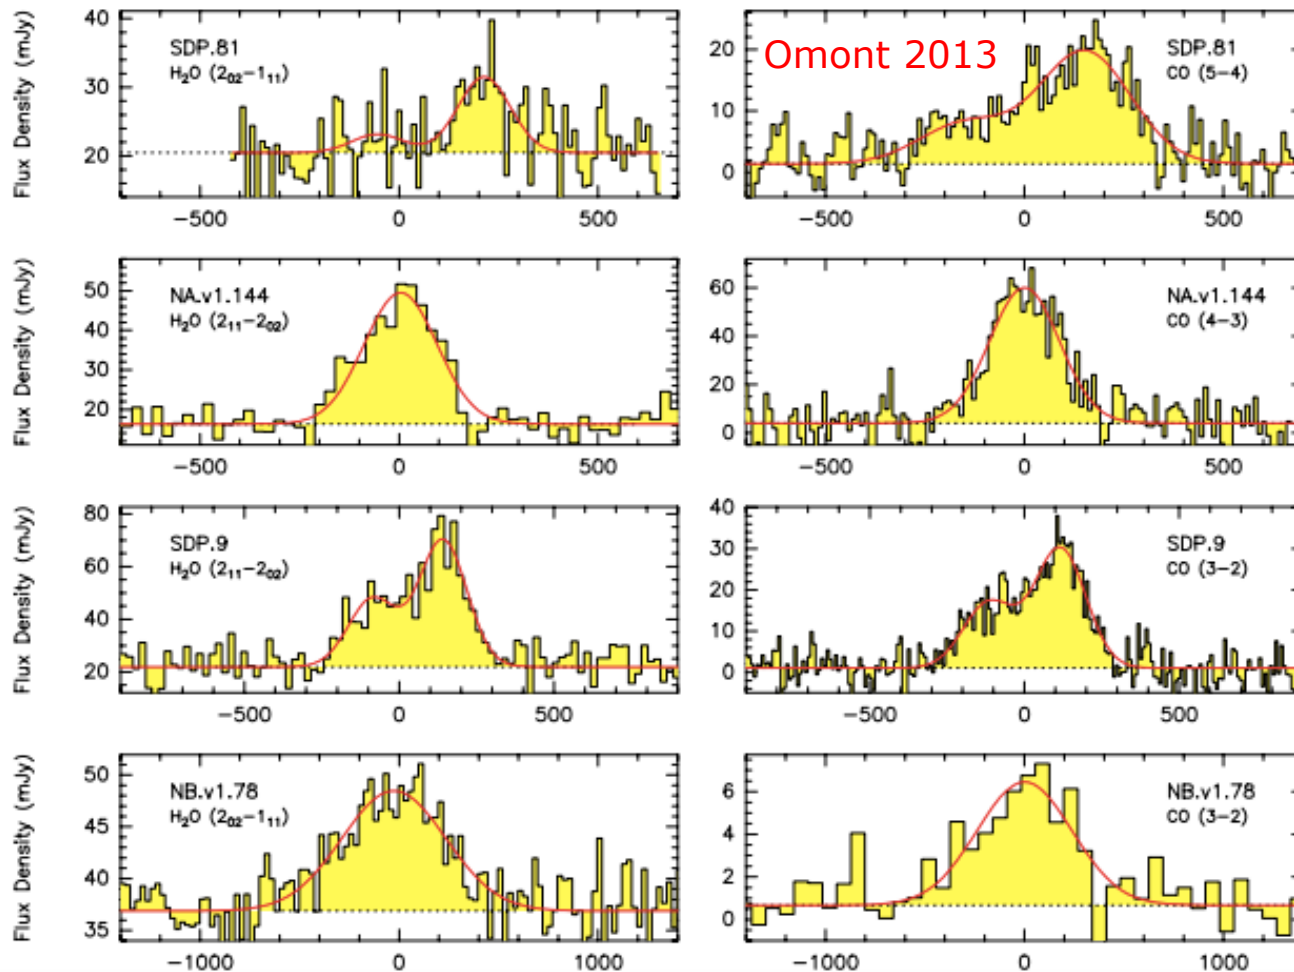 Omont 2013
Flux Density (mJy)
40
30
20
SDP.81
H₂O (2₀₂−1₁₁)
−500
0
500
20
10
0
SDP.81
CO (5−4)
−500
0
500
Flux Density (mJy)
50
40
30
20
NA.v1.144
H₂O (2₁₁−2₀₂)
−500
0
500
60
40
20
0
NA.v1.144
CO (4−3)
−500
0
500
Flux Density (mJy)
80
60
40
20
SDP.9
H₂O (2₁₁−2₀₂)
−500
0
500
40
30
20
10
0
SDP.9
CO (3−2)
−500
0
500
Flux Density (mJy)
50
45
40
35
NB.v1.78
H₂O (2₀₂−1₁₁)
−1000
0
1000
6
4
2
0
NB.v1.78
CO (3−2)
−1000
0
1000